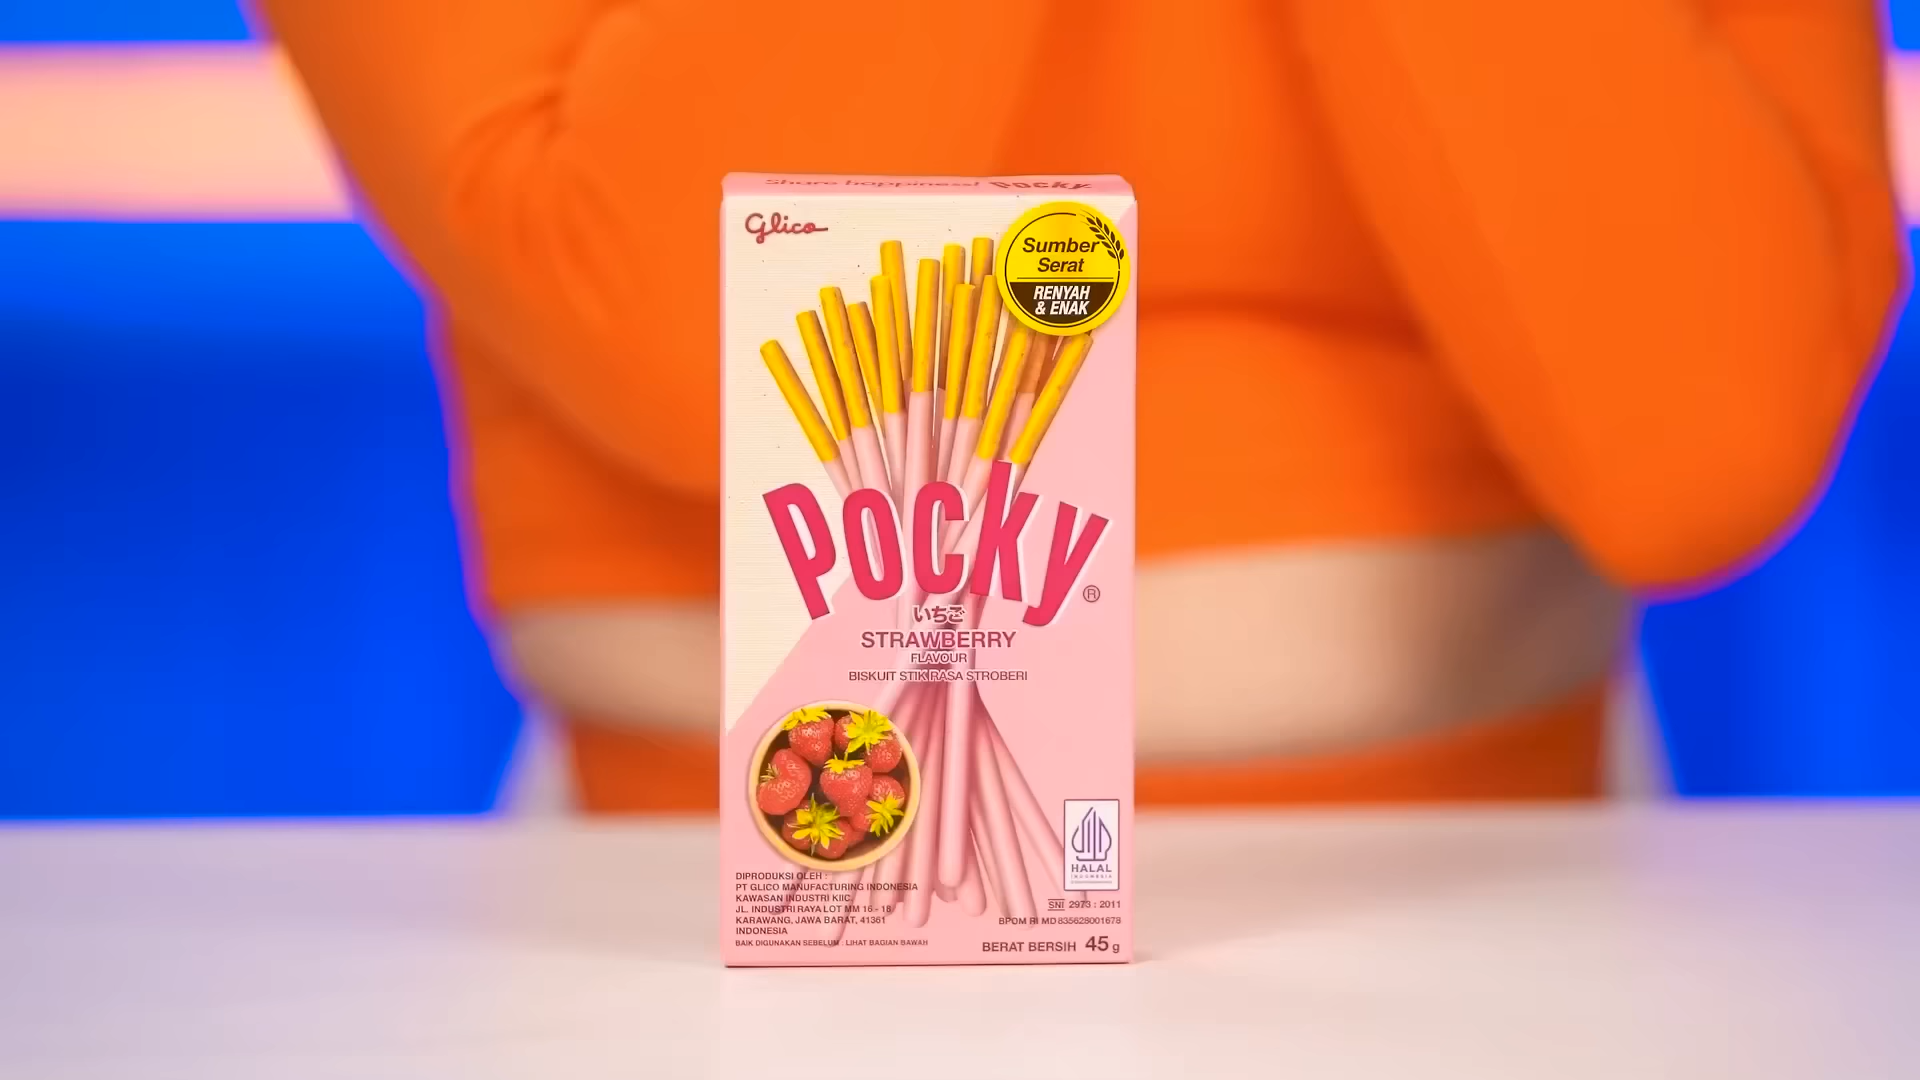 Share happiness! Pocky
Glico
Sumber
Serat
RENYAH
& ENAK
Pocky®
いちご
STRAWBERRY
FLAVOUR
BISKUIT STIK RASA STROBERI
HALAL
INDONESIA
DIPRODUKSI OLEH :
PT GLICO MANUFACTURING INDONESIA
KAWASAN INDUSTRI KIIC
JL. INDUSTRI RAYA LOT MM 16 - 18
KARAWANG, JAWA BARAT, 41361
INDONESIA
BAIK DIGUNAKAN SEBELUM : LIHAT BAGIAN BAWAH
SNI 2973 : 2011
BPOM RI MD 835628001678
BERAT BERSIH 45 g